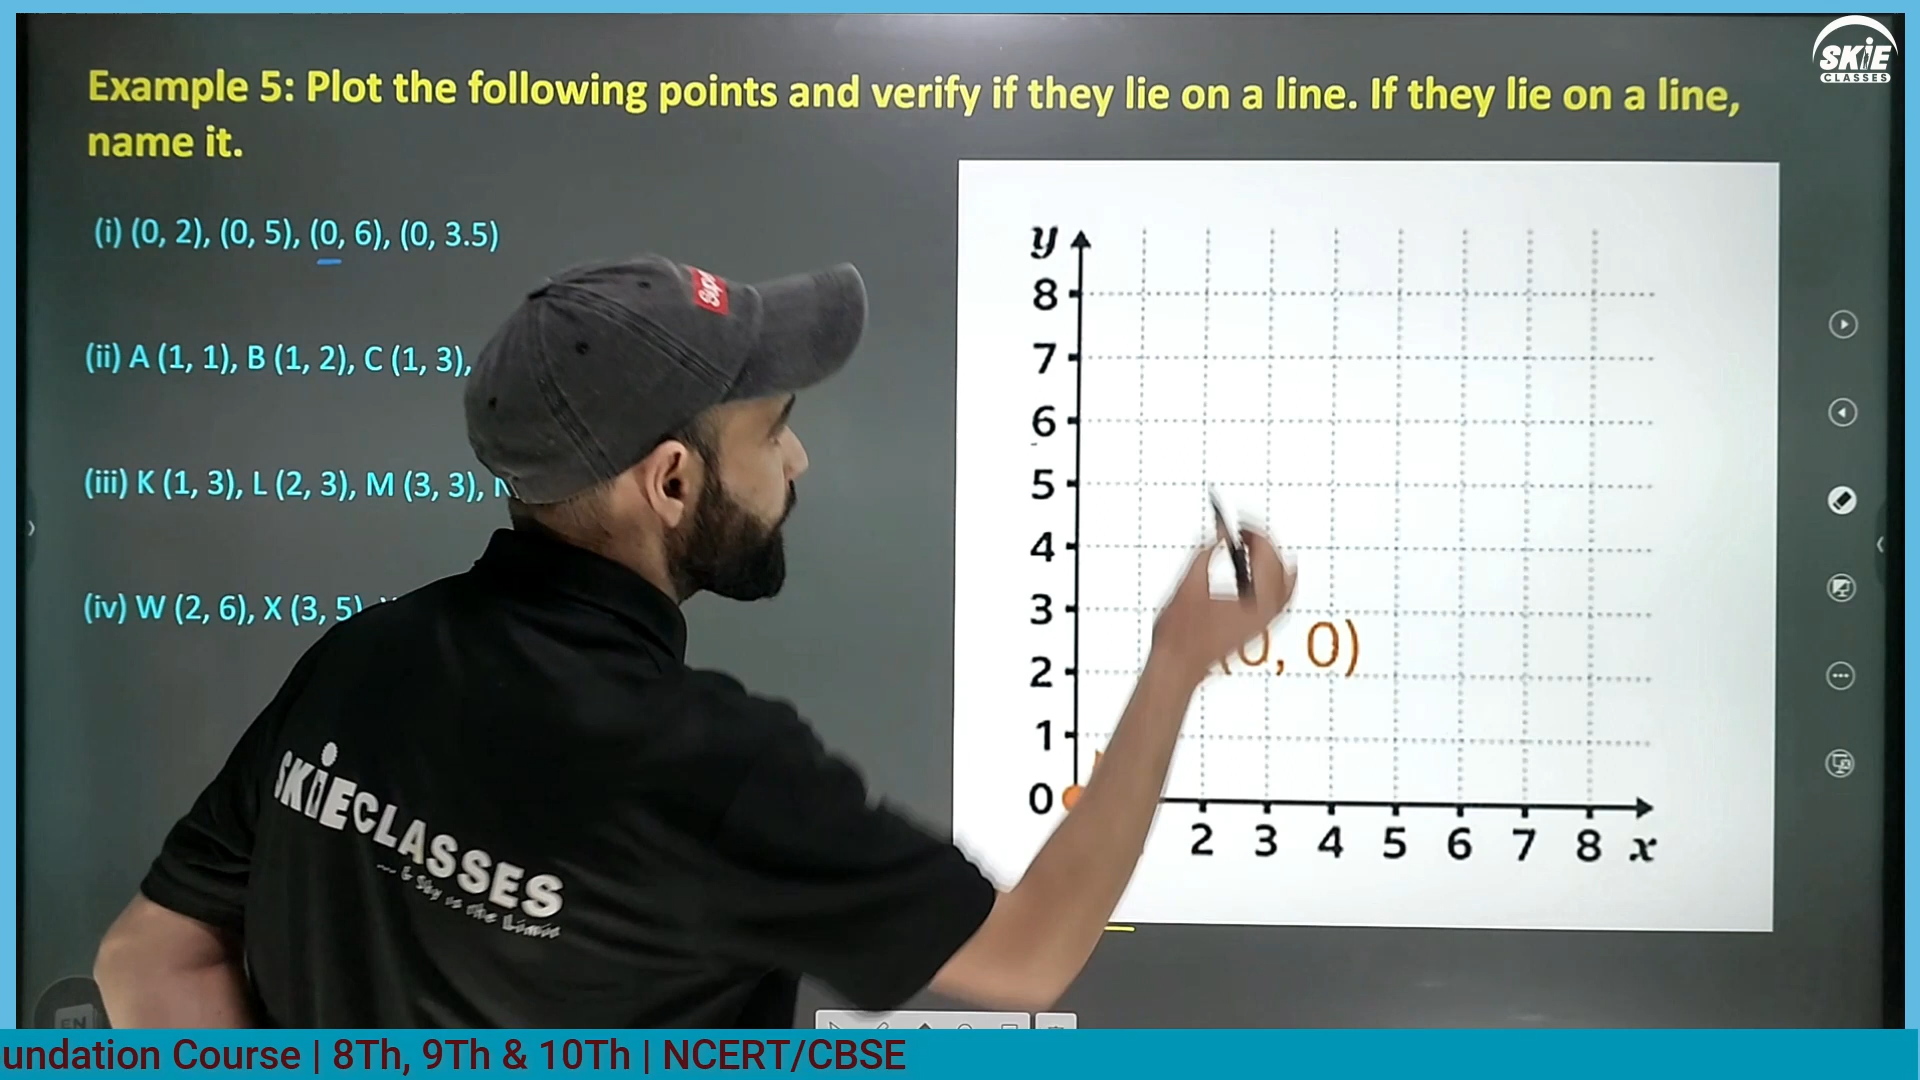 SKiE
CLASSES
Example 5: Plot the following points and verify if they lie on a line. If they lie on a line,
name it.
(i) (0, 2), (0, 5), (0, 6), (0, 3.5)
(ii) A (1, 1), B (1, 2), C (1, 3),
(iii) K (1, 3), L (2, 3), M (3, 3),
(iv) W (2, 6), X (3, 5)
y
8
7
6
5
4
3
2
1
0
(0, 0)
2 3 4 5 6 7 8 x
SKiECLASSES
EN
undation Course | 8Th, 9Th & 10Th | NCERT/CBSE